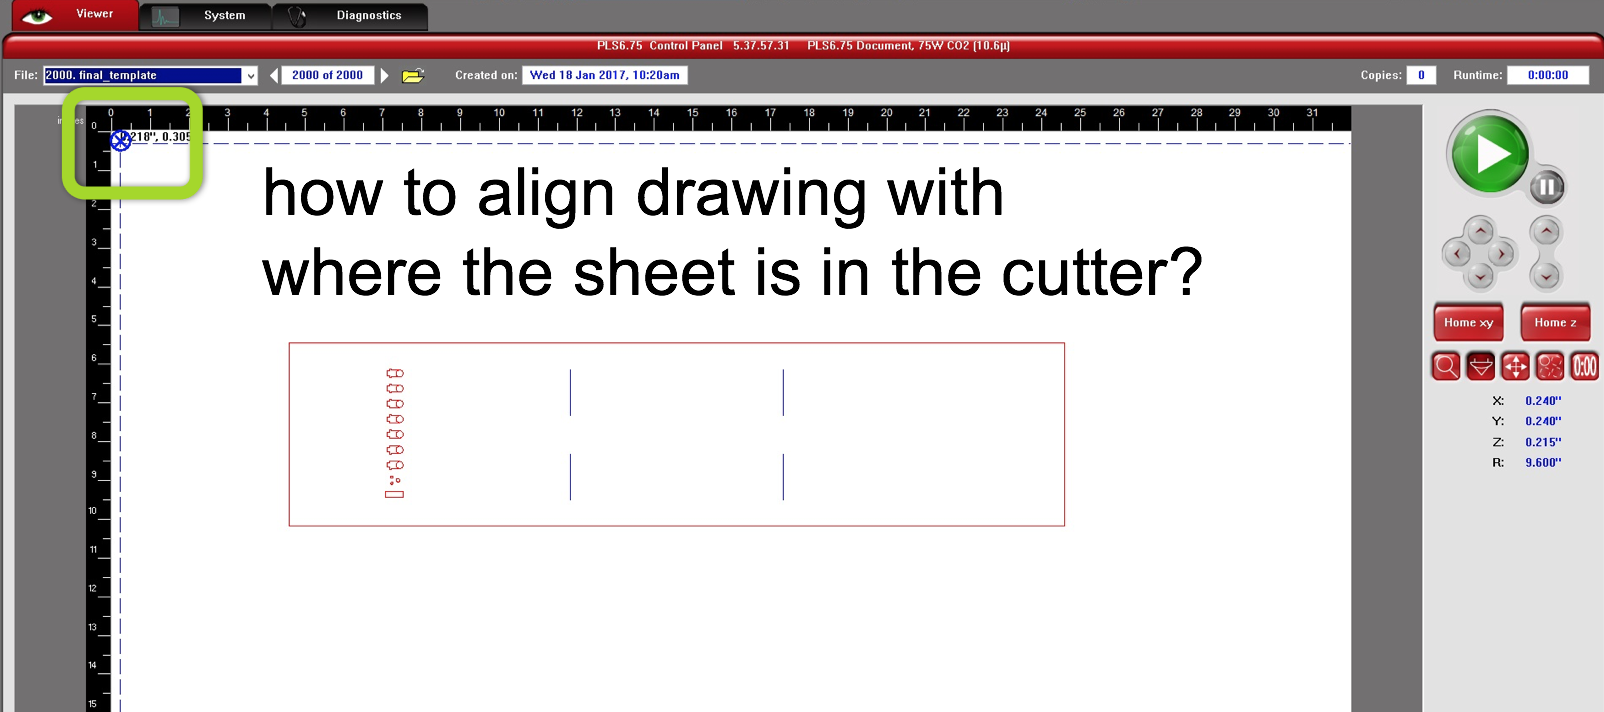 Viewer System Diagnostics
PLS6.75 Control Panel 5.37.57.31 PLS6.75 Document, 75W CO2 (10.6µ)
File: 2000. final_template 2000 of 2000 Created on: Wed 18 Jan 2017, 10:20am Copies: 0 Runtime: 0:00:00
0 1 2 3 4 5 6 7 8 9 10 11 12 13 14 15 16 17 18 19 20 21 22 23 24 25 26 27 28 29 30 31
0
218", 0.305
1
how to align drawing with
2
3
where the sheet is in the cutter?
4
5
Home xy Home z
6
0:00
7
X: 0.240"
Y: 0.240"
8
Z: 0.215"
R: 9.600"
9
10
11
12
13
14
15